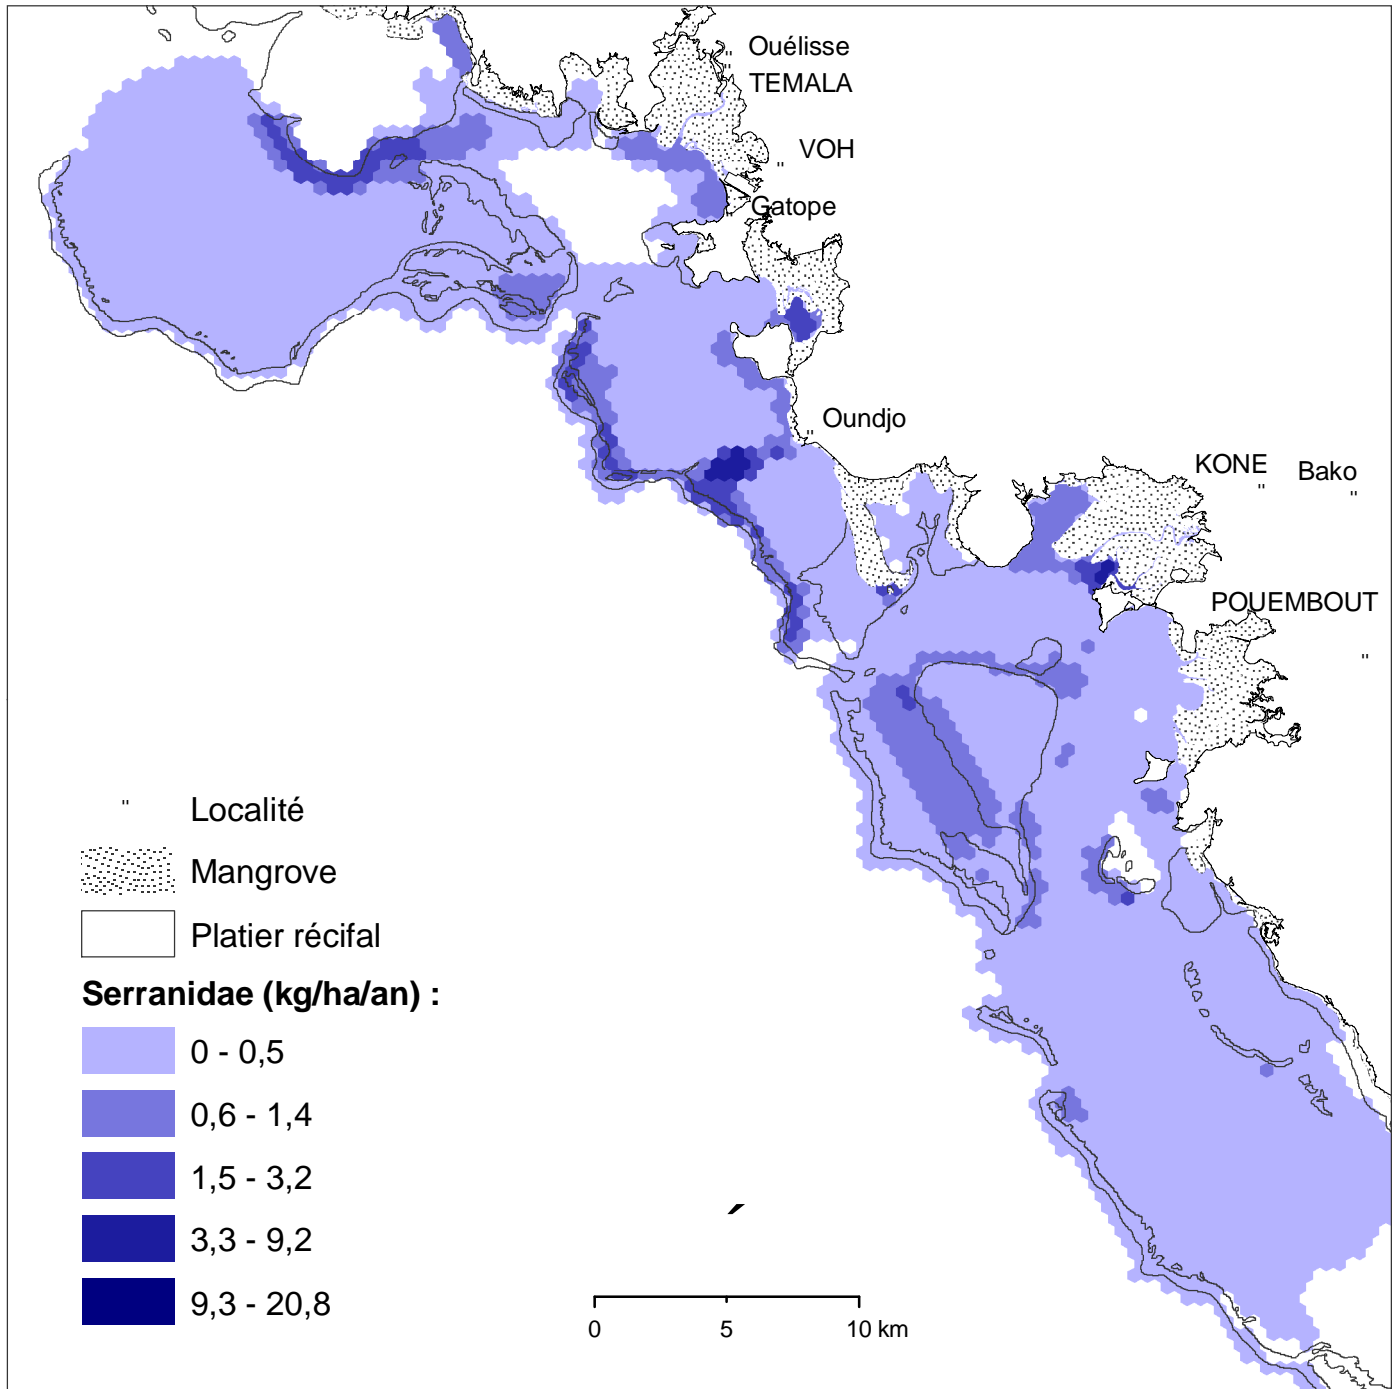 Ouélisse
TEMALA
VOH
Gatope
Oundjo
KONE
Bako
POUEMBOUT
" Localité
Mangrove
Platier récifal
Serranidae (kg/ha/an) :
0 - 0,5
0,6 - 1,4
1,5 - 3,2
3,3 - 9,2
9,3 - 20,8
0 5 10 km